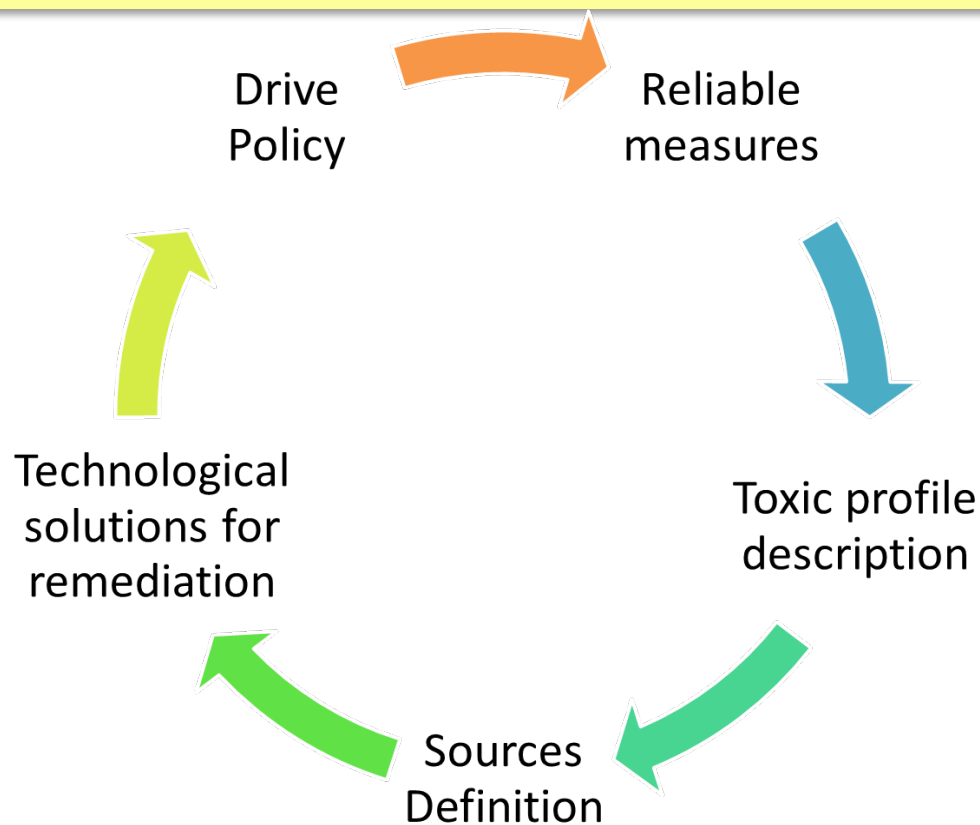 Drive
Policy
Reliable
measures
Toxic profile
description
Sources
Definition
Technological
solutions for
remediation